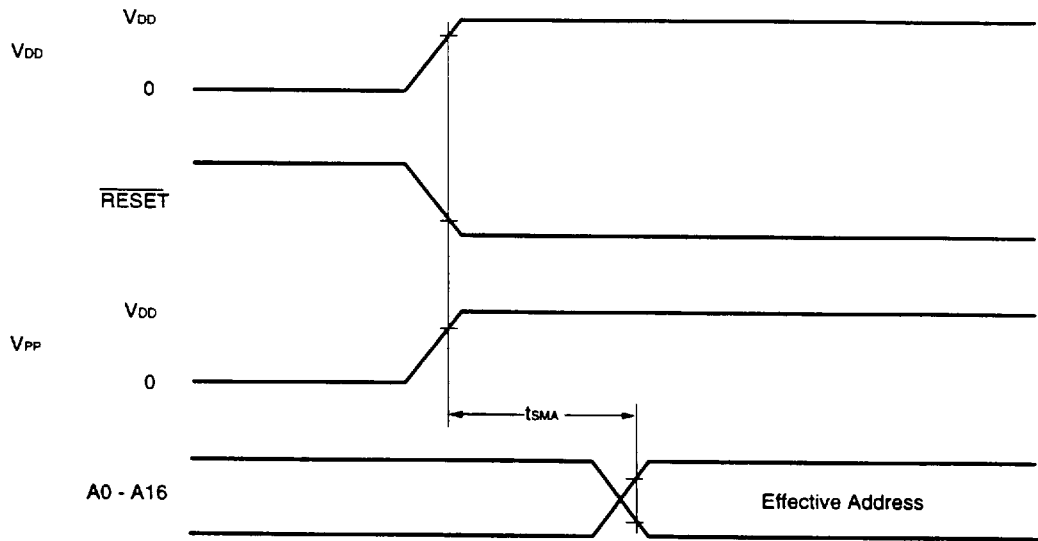 VDD
VDD
0
RESET
VDD
VPP
0
tSMA
A0 - A16
Effective Address